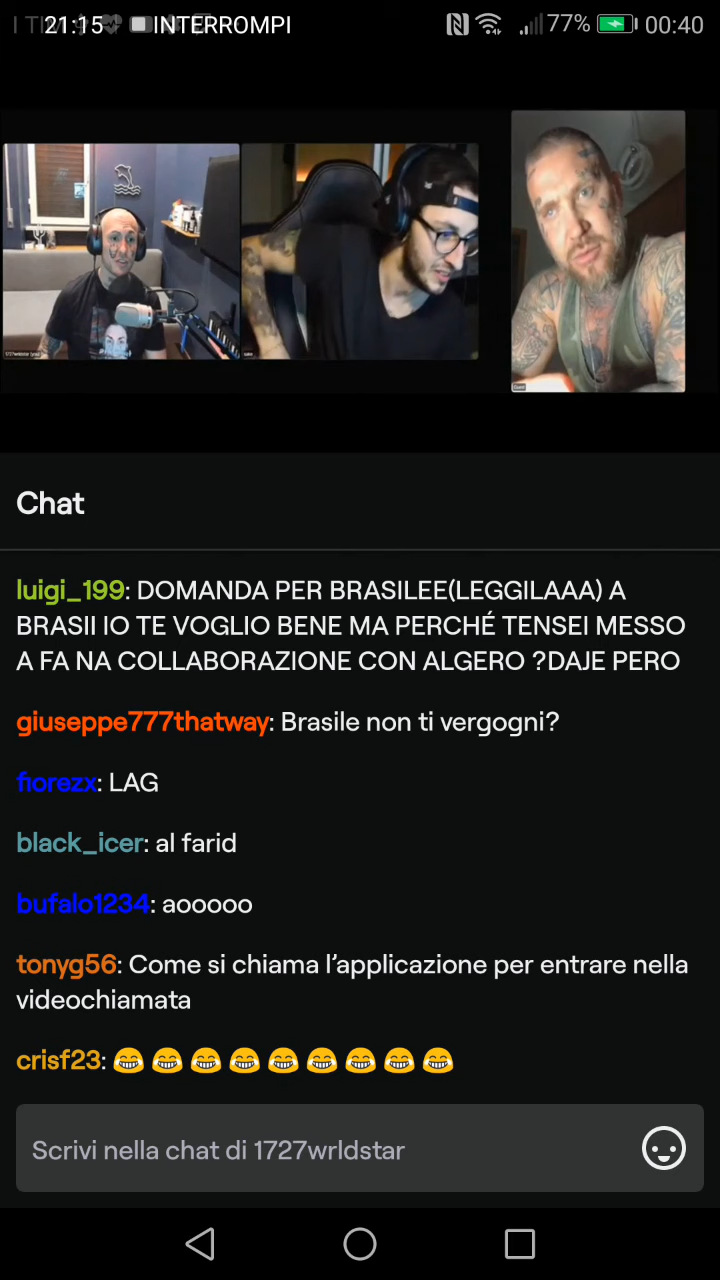 21:15 INTERROMPI 77% 00:40
1727wrldstar
Guest
Chat
luigi_199: DOMANDA PER BRASILEE(LEGGILAAA) A
BRASII IO TE VOGLIO BENE MA PERCHÉ TENSEI MESSO
A FA NA COLLABORAZIONE CON ALGERO ?DAJE PERO
giuseppe777thatway: Brasile non ti vergogni?
fiorezx: LAG
black_icer: al farid
bufalo1234: aooooo
tonyg56: Come si chiama l’applicazione per entrare nella
videochiamata
crisf23: 😂😂😂😂😂😂😂😂😂
Scrivi nella chat di 1727wrldstar